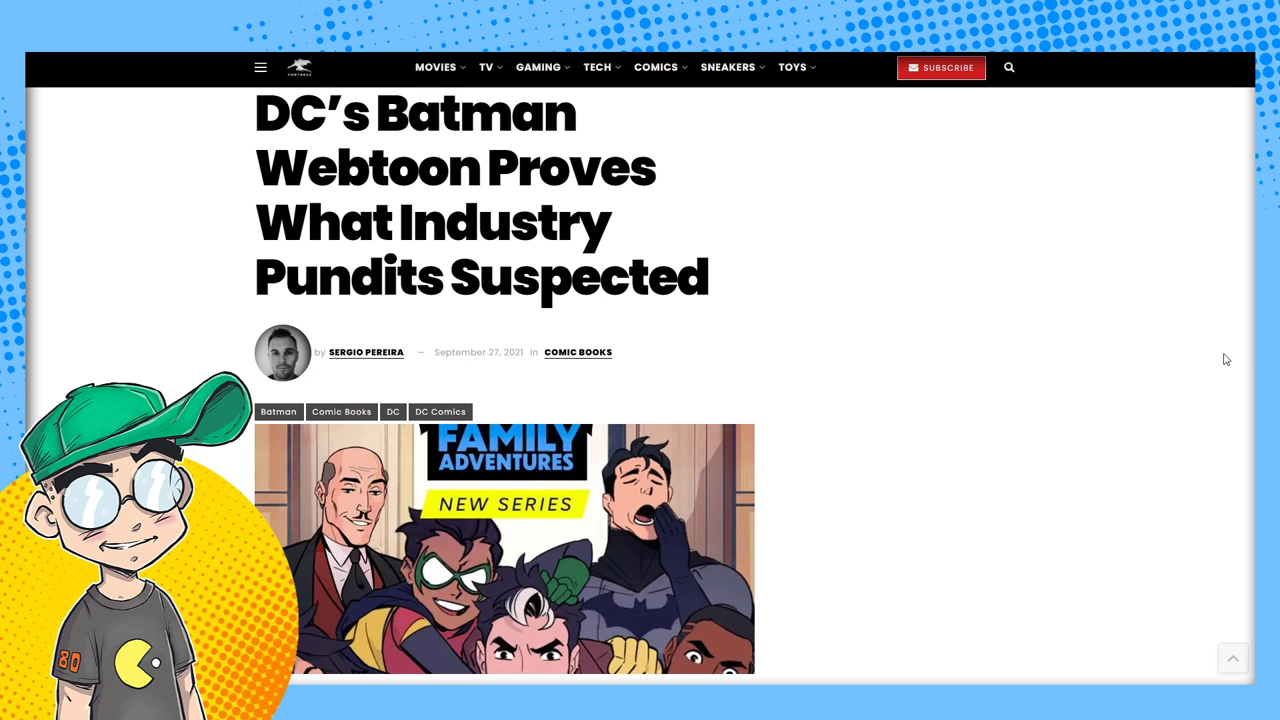 FORTRESS
MOVIES TV GAMING TECH COMICS SNEAKERS TOYS
SUBSCRIBE
DC’s Batman
Webtoon Proves
What Industry
Pundits Suspected
by SERGIO PEREIRA — September 27, 2021 in COMIC BOOKS
Batman Comic Books DC DC Comics
FAMILY
ADVENTURES
NEW SERIES
80